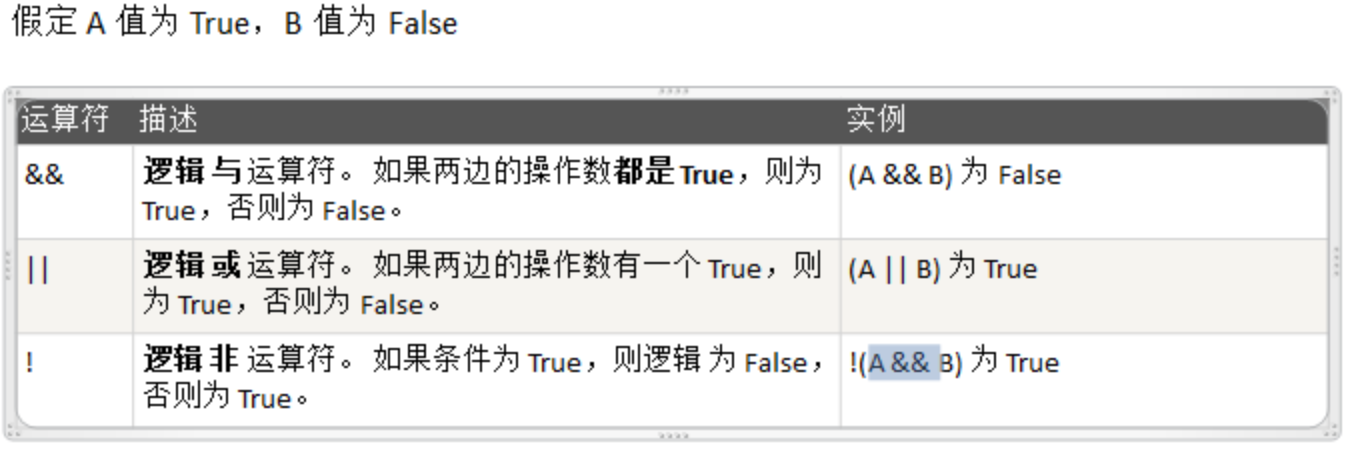 假定 A 值为 True，B 值为 False
运算符 描述 实例
&& 逻辑 与 运算符。 如果两边的操作数都是 True，则为 (A && B) 为 False
True，否则为 False。
|| 逻辑 或 运算符。 如果两边的操作数有一个 True，则 (A || B) 为 True
为 True，否则为 False。
! 逻辑 非 运算符。 如果条件为 True，则逻辑 为 False， !(A && B) 为 True
否则为 True。